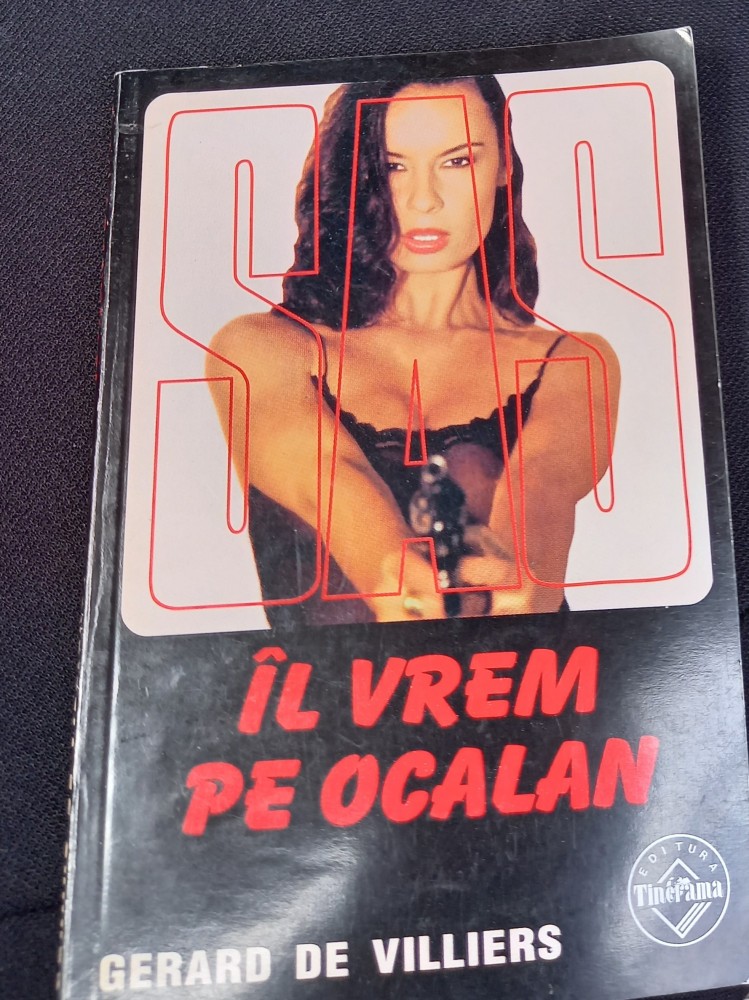 SAS
ÎL VREM
PE OCALAN
EDITURA
Tinerama
GERARD DE VILLIERS